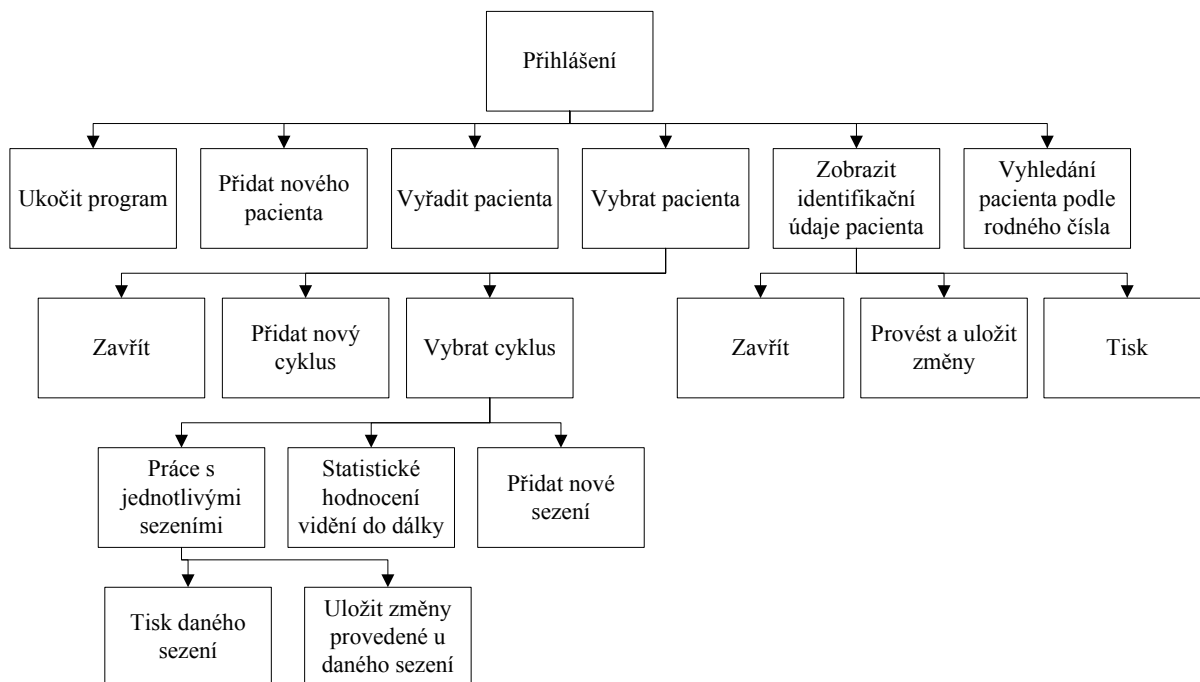 Přihlášení
Ukočit program
Přidat nového
pacienta
Vyřadit pacienta
Vybrat pacienta
Zobrazit
identifikační
údaje pacienta
Vyhledání
pacienta podle
rodného čísla
Zavřít
Přidat nový
cyklus
Vybrat cyklus
Zavřít
Provést a uložit
změny
Tisk
Práce s
jednotlivými
sezeními
Statistické
hodnocení
vidění do dálky
Přidat nové
sezení
Tisk daného
sezení
Uložit změny
provedené u
daného sezení